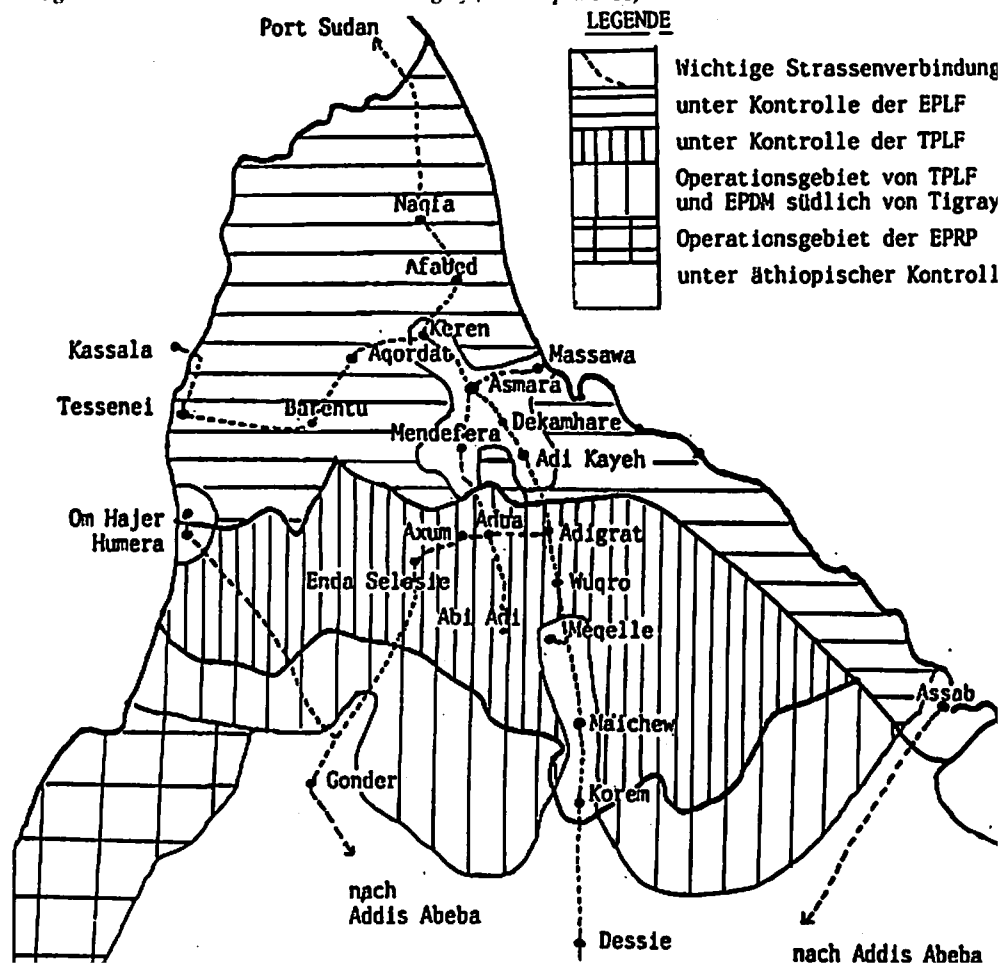 LEGENDE
Wichtige Strassenverbindung
unter Kontrolle der EPLF
unter Kontrolle der TPLF
Operationsgebiet von TPLF
und EPDM südlich von Tigray
Operationsgebiet der EPRP
unter äthiopischer Kontroll
Port Sudan
Naqfa
Afabed
Keren
Kassala
Aqordat
Massawa
Asmara
Tessenei
Barentu
Dekamhare
Mendefera
Adi Kayeh
Om Hajer
Humera
Axum
Adua
Adigrat
Enda Selasie
Wuqro
Abi Adi
Meqelle
Assab
Maichew
Gonder
Korem
nach
Addis Abeba
Dessie
nach Addis Abeba